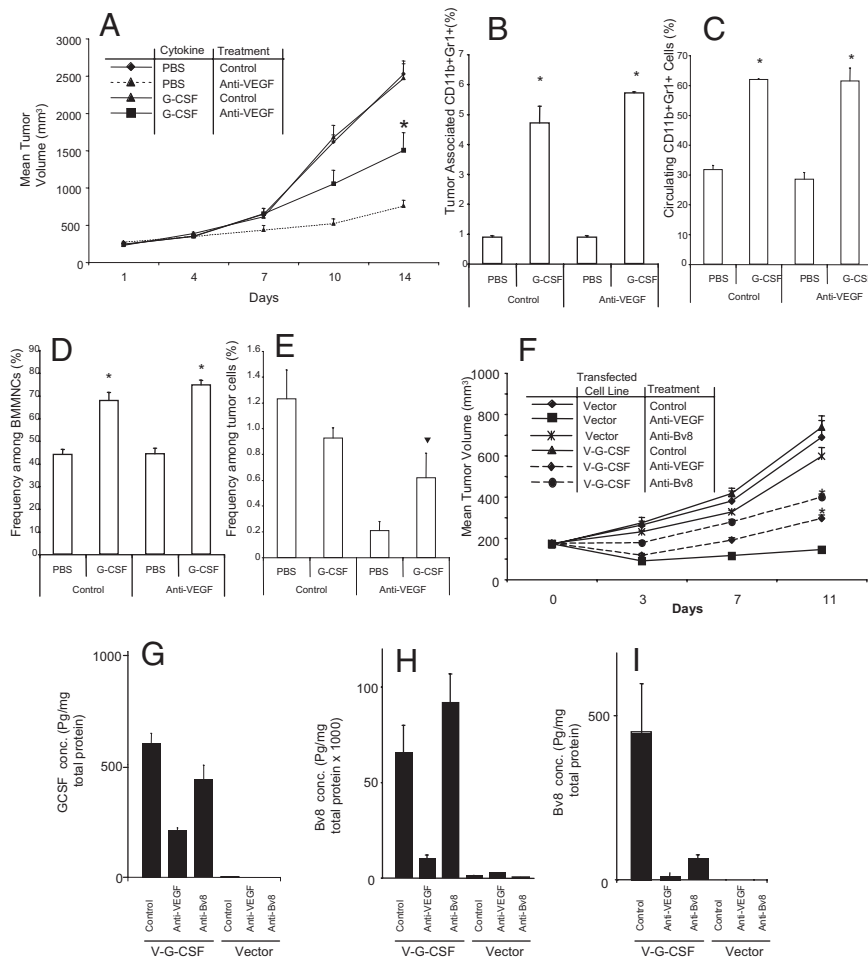 A
Cytokine Treatment
PBS Control
PBS Anti-VEGF
G-CSF Control
G-CSF Anti-VEGF
Mean Tumor
Volume (mm³)
3000
2500
2000
1500
1000
500
0
*
1 4 7 10 14
Days
B
Tumor Associated CD11b+Gr1+(%)
7
6
5
4
3
2
1
0
* *
PBS G-CSF PBS G-CSF
Control Anti-VEGF
C
Circulating CD11b+Gr1+ Cells (%)
70
60
50
40
30
20
10
0
* *
PBS G-CSF PBS G-CSF
Control Anti-VEGF
D
Frequency among BMMNCs (%)
90
80
70
60
50
40
30
20
10
0
* *
PBS G-CSF PBS G-CSF
Control Anti-VEGF
E
Frequency among tumor cells (%)
1.6
1.4
1.2
1.0
0.8
0.6
0.4
0.2
0
PBS G-CSF PBS G-CSF
Control Anti-VEGF
F
Transfected
Cell Line Treatment
Vector Control
Vector Anti-VEGF
Vector Anti-Bv8
V-G-CSF Control
V-G-CSF Anti-VEGF
V-G-CSF Anti-Bv8
Mean Tumor Volume (mm³)
1000
800
600
400
200
0
*
*
0 3 7 11
Days
G
GCSF conc. (Pg/mg
total protein)
1000
500
0
Control Anti-VEGF Anti-Bv8 Control Anti-VEGF Anti-Bv8
V-G-CSF Vector
H
Bv8 conc. (Pg/mg
total protein x 1000)
100
50
0
Control Anti-VEGF Anti-Bv8 Control Anti-VEGF Anti-Bv8
V-G-CSF Vector
I
Bv8 conc. (Pg/mg
total protein)
500
0
Control Anti-VEGF Anti-Bv8 Control Anti-VEGF Anti-Bv8
V-G-CSF Vector